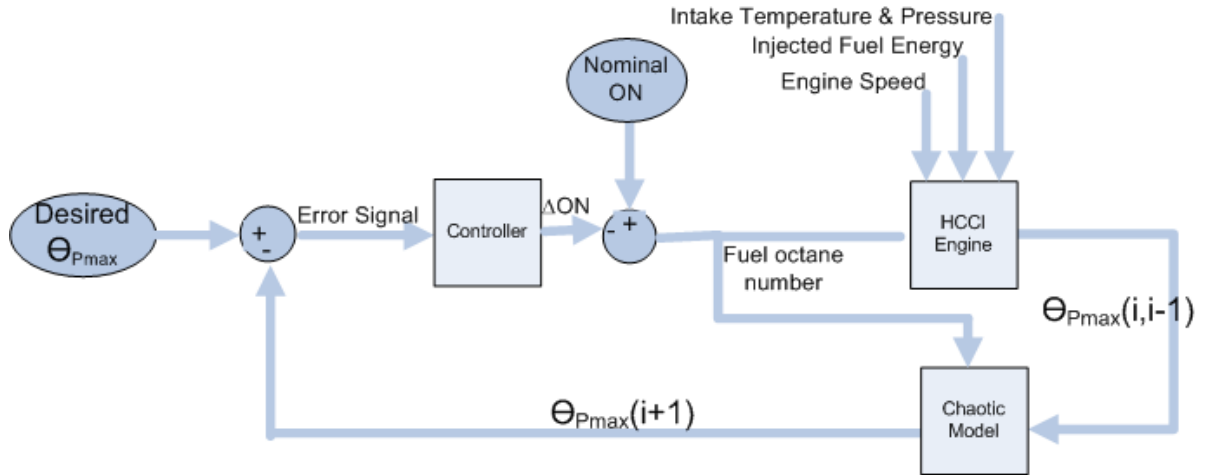 Intake Temperature & Pressure
Injected Fuel Energy
Engine Speed
Nominal
ON
Desired
ϴPmax
+
-
Error Signal
Controller
ΔON
- +
Fuel octane
number
HCCI
Engine
ϴPmax(i,i-1)
Chaotic
Model
ϴPmax(i+1)